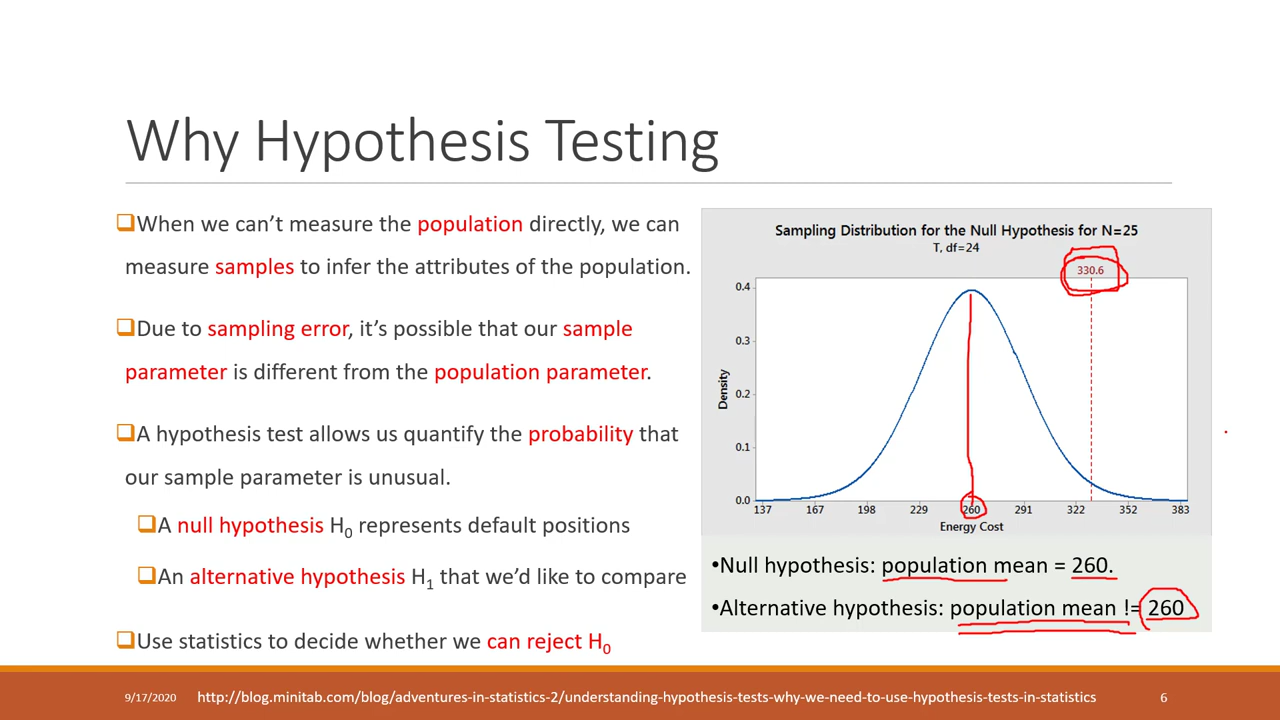 Why Hypothesis Testing
When we can’t measure the population directly, we can
measure samples to infer the attributes of the population.
Due to sampling error, it’s possible that our sample
parameter is different from the population parameter.
A hypothesis test allows us quantify the probability that
our sample parameter is unusual.
A null hypothesis H0 represents default positions
An alternative hypothesis H1 that we’d like to compare
Use statistics to decide whether we can reject H0
Sampling Distribution for the Null Hypothesis for N=25
T, df=24
330.6
0.4
0.3
0.2
0.1
0.0
Density
137 167 198 229 260 291 322 352 383
Energy Cost
•Null hypothesis: population mean = 260.
•Alternative hypothesis: population mean != 260
9/17/2020 http://blog.minitab.com/blog/adventures-in-statistics-2/understanding-hypothesis-tests-why-we-need-to-use-hypothesis-tests-in-statistics 6